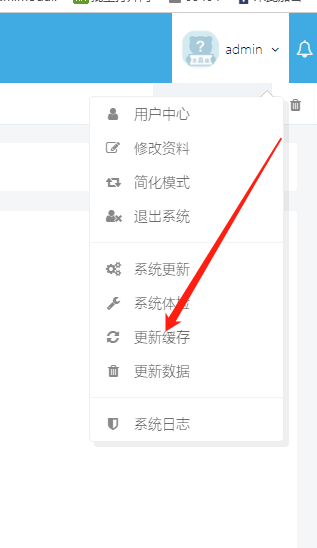 admin
用户中心
修改资料
简化模式
退出系统
系统更新
系统体检
更新缓存
更新数据
系统日志